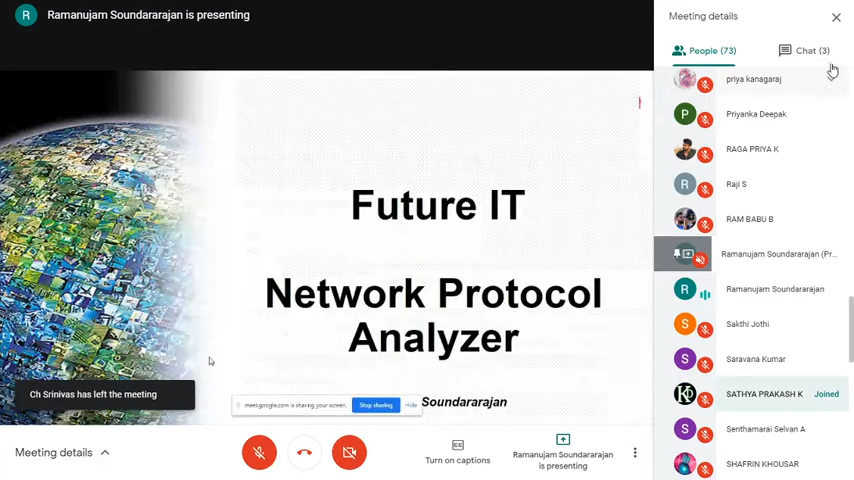 R Ramanujam Soundararajan is presenting
Meeting details
People (73) Chat (3)
priya kanagaraj
P Priyanka Deepak
RAGA PRIYA K
R Raji S
RAM BABU B
Ramanujam Soundararajan (Pr...
R Ramanujam Soundararajan
S Sakthi Jothi
S Saravana Kumar
SATHYA PRAKASH K Joined
S Senthamarai Selvan A
SHAFRIN KHOUSAR
Future IT
Network Protocol
Analyzer
Soundararajan
Ch Srinivas has left the meeting
meet.google.com is sharing your screen. Stop sharing Hide
Meeting details
CC
Turn on captions
Ramanujam Soundararajan
is presenting